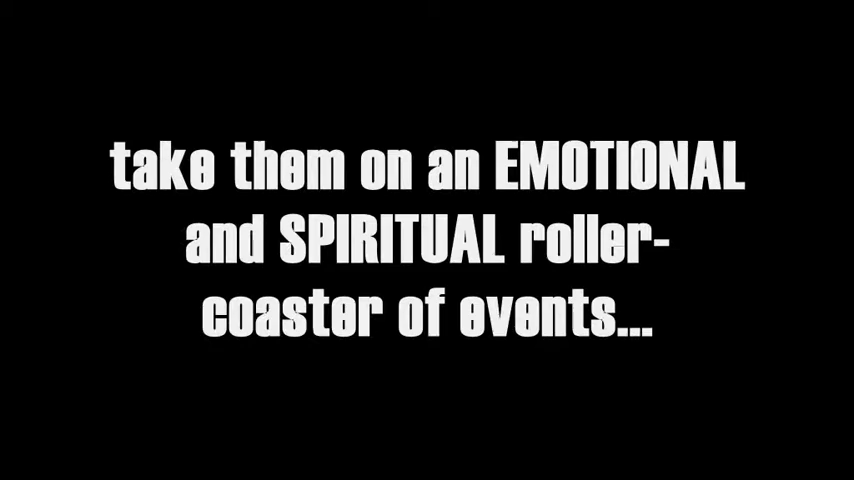 take them on an EMOTIONAL
and SPIRITUAL roller-
coaster of events...